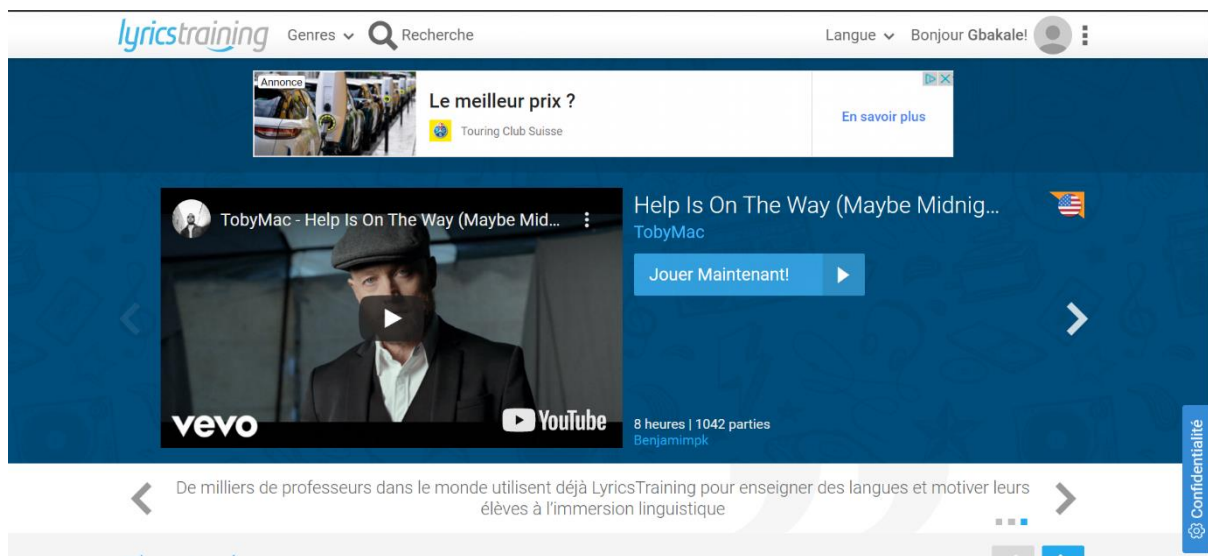 lyricstraining Genres Recherche Langue Bonjour Gbakale!
Annonce
Le meilleur prix ?
Touring Club Suisse
En savoir plus
TobyMac - Help Is On The Way (Maybe Mid...
vevo
YouTube
Help Is On The Way (Maybe Midnig...
TobyMac
Jouer Maintenant!
8 heures | 1042 parties
Benjamimpk
Confidentialité
De milliers de professeurs dans le monde utilisent déjà LyricsTraining pour enseigner des langues et motiver leurs
élèves à l'immersion linguistique